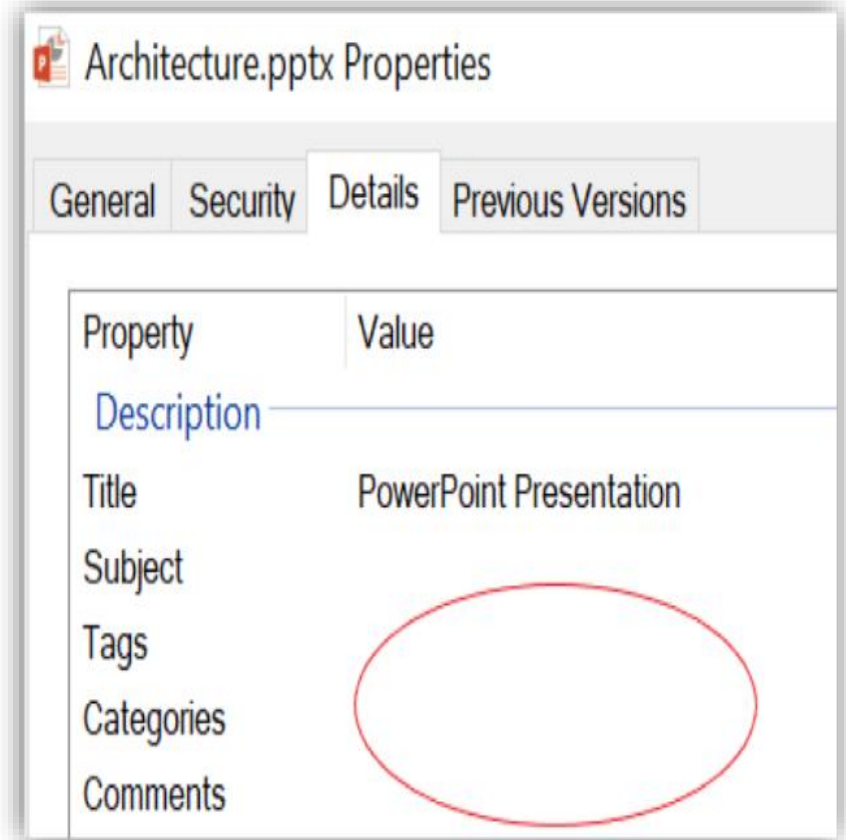 Architecture.pptx Properties
General Security Details Previous Versions
Property Value
Description
Title PowerPoint Presentation
Subject
Tags
Categories
Comments